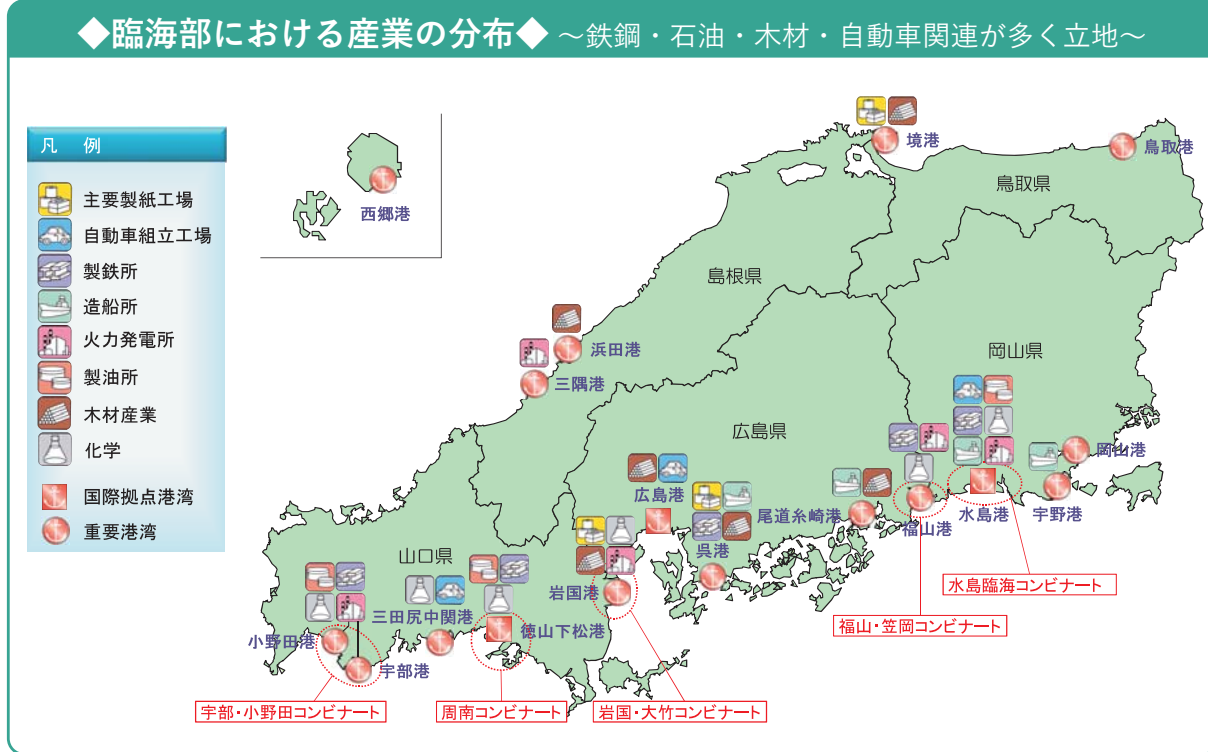 ◆臨海部における産業の分布◆ ～鉄鋼・石油・木材・自動車関連が多く立地～
凡 例
主要製紙工場
自動車組立工場
製鉄所
造船所
火力発電所
製油所
木材産業
化学
国際拠点港湾
重要港湾
西郷港
境港
鳥取港
鳥取県
島根県
浜田港
三隅港
岡山県
広島県
岡山港
広島港
尾道糸崎港
福山港
水島港
宇野港
呉港
水島臨海コンビナート
山口県
岩国港
福山・笠岡コンビナート
三田尻中関港
徳山下松港
小野田港
宇部港
宇部・小野田コンビナート
周南コンビナート
岩国・大竹コンビナート